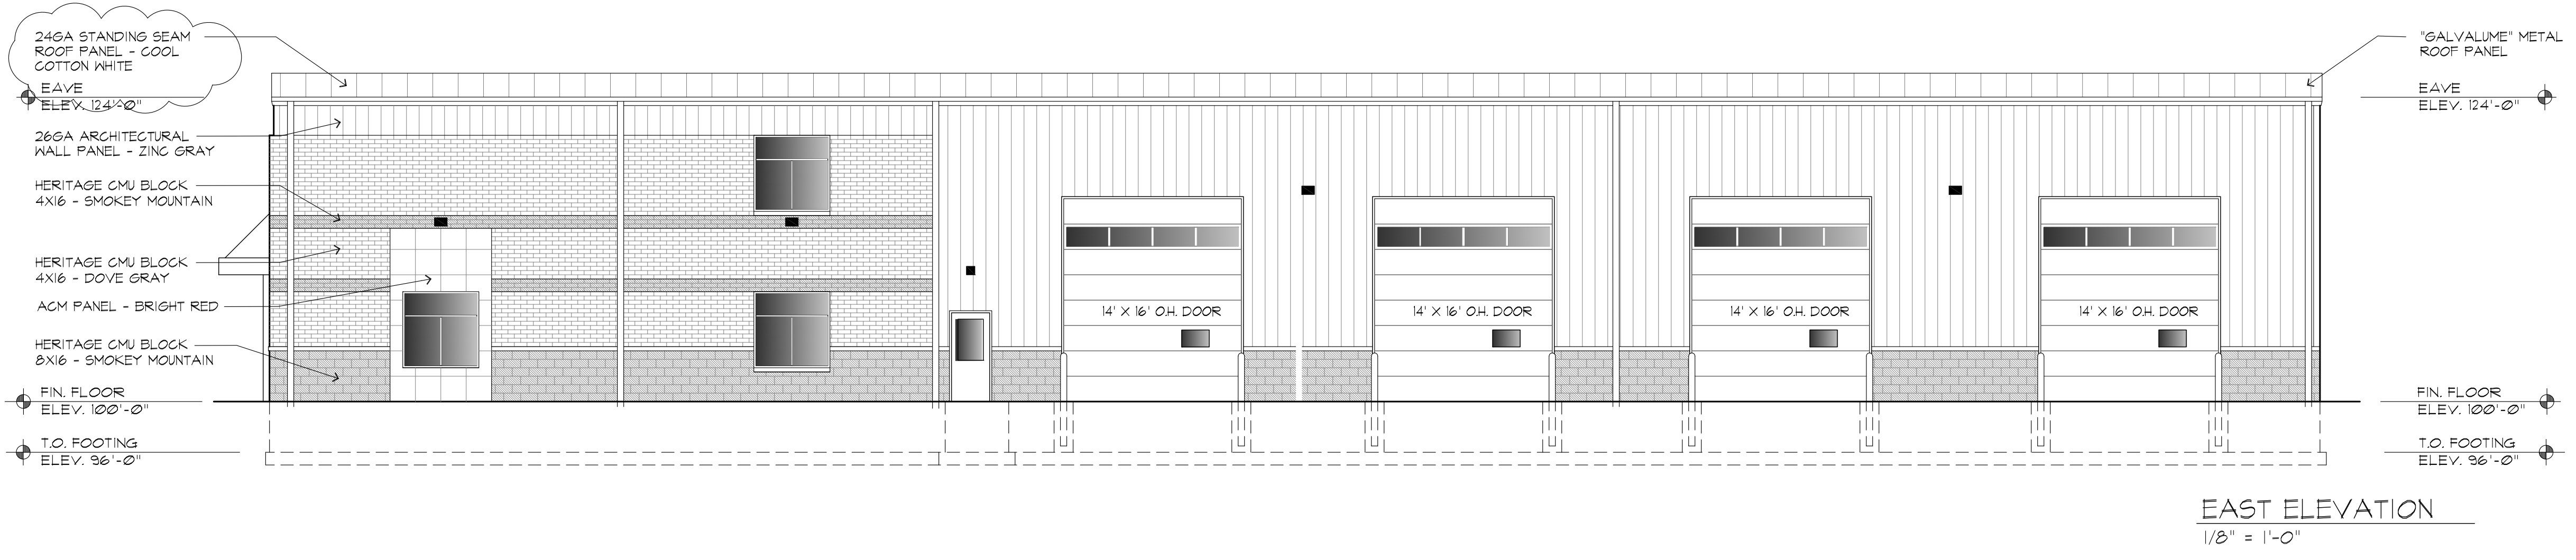 24GA STANDING SEAM
ROOF PANEL - COOL
COTTON WHITE
EAVE
ELEV. 124'-0"
26GA ARCHITECTURAL
WALL PANEL - ZINC GRAY
HERITAGE CMU BLOCK
4X16 - SMOKEY MOUNTAIN
HERITAGE CMU BLOCK
4X16 - DOVE GRAY
ACM PANEL - BRIGHT RED
HERITAGE CMU BLOCK
8X16 - SMOKEY MOUNTAIN
FIN. FLOOR
ELEV. 100'-0"
T.O. FOOTING
ELEV. 96'-0"
14' X 16' O.H. DOOR
14' X 16' O.H. DOOR
14' X 16' O.H. DOOR
14' X 16' O.H. DOOR
"GALVALUME" METAL
ROOF PANEL
EAVE
ELEV. 124'-0"
FIN. FLOOR
ELEV. 100'-0"
T.O. FOOTING
ELEV. 96'-0"
EAST ELEVATION
1/8" = 1'-0"